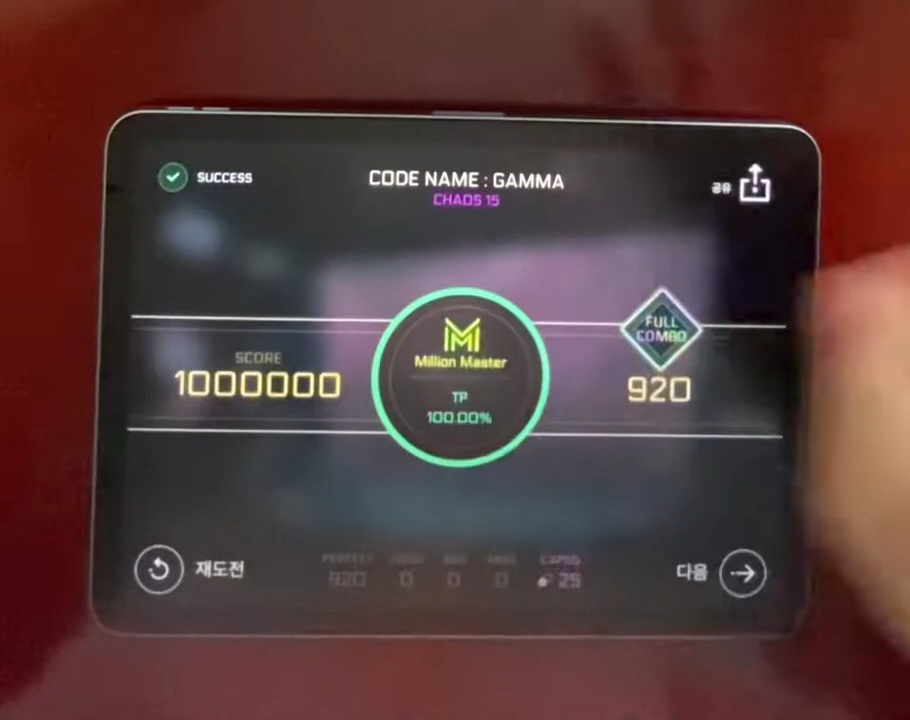 SUCCESS
CODE NAME : GAMMA
CHAOS 15
공유
FULL
COMBO
SCORE
1000000
Million Master
TP
100.00%
920
재도전
PERFECT
920
0
0
0
25
다음